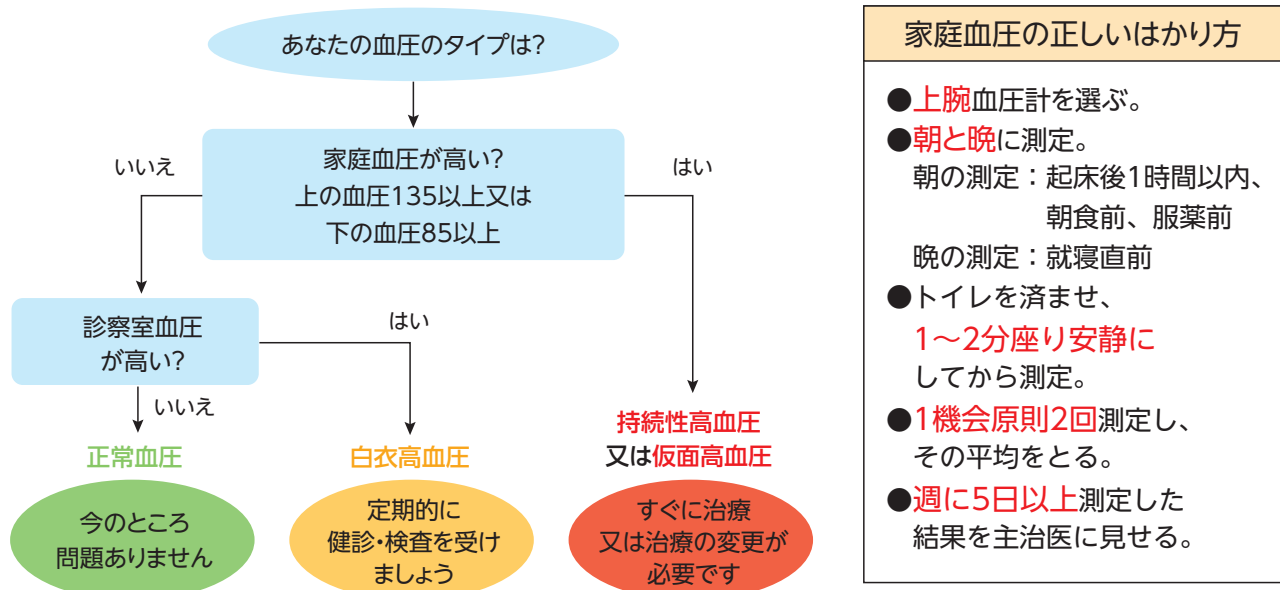 あなたの血圧のタイプは?
家庭血圧が高い?
上の血圧135以上又は
下の血圧85以上
いいえ
はい
診察室血圧
が高い?
はい
いいえ
正常血圧
白衣高血圧
持続性高血圧
又は仮面高血圧
今のところ
問題ありません
定期的に
健診・検査を受け
ましょう
すぐに治療
又は治療の変更が
必要です
家庭血圧の正しいはかり方
●上腕血圧計を選ぶ。
●朝と晩に測定。
朝の測定：起床後1時間以内、
朝食前、服薬前
晩の測定：就寝直前
●トイレを済ませ、
1～2分座り安静に
してから測定。
●1機会原則2回測定し、
その平均をとる。
●週に5日以上測定した
結果を主治医に見せる。